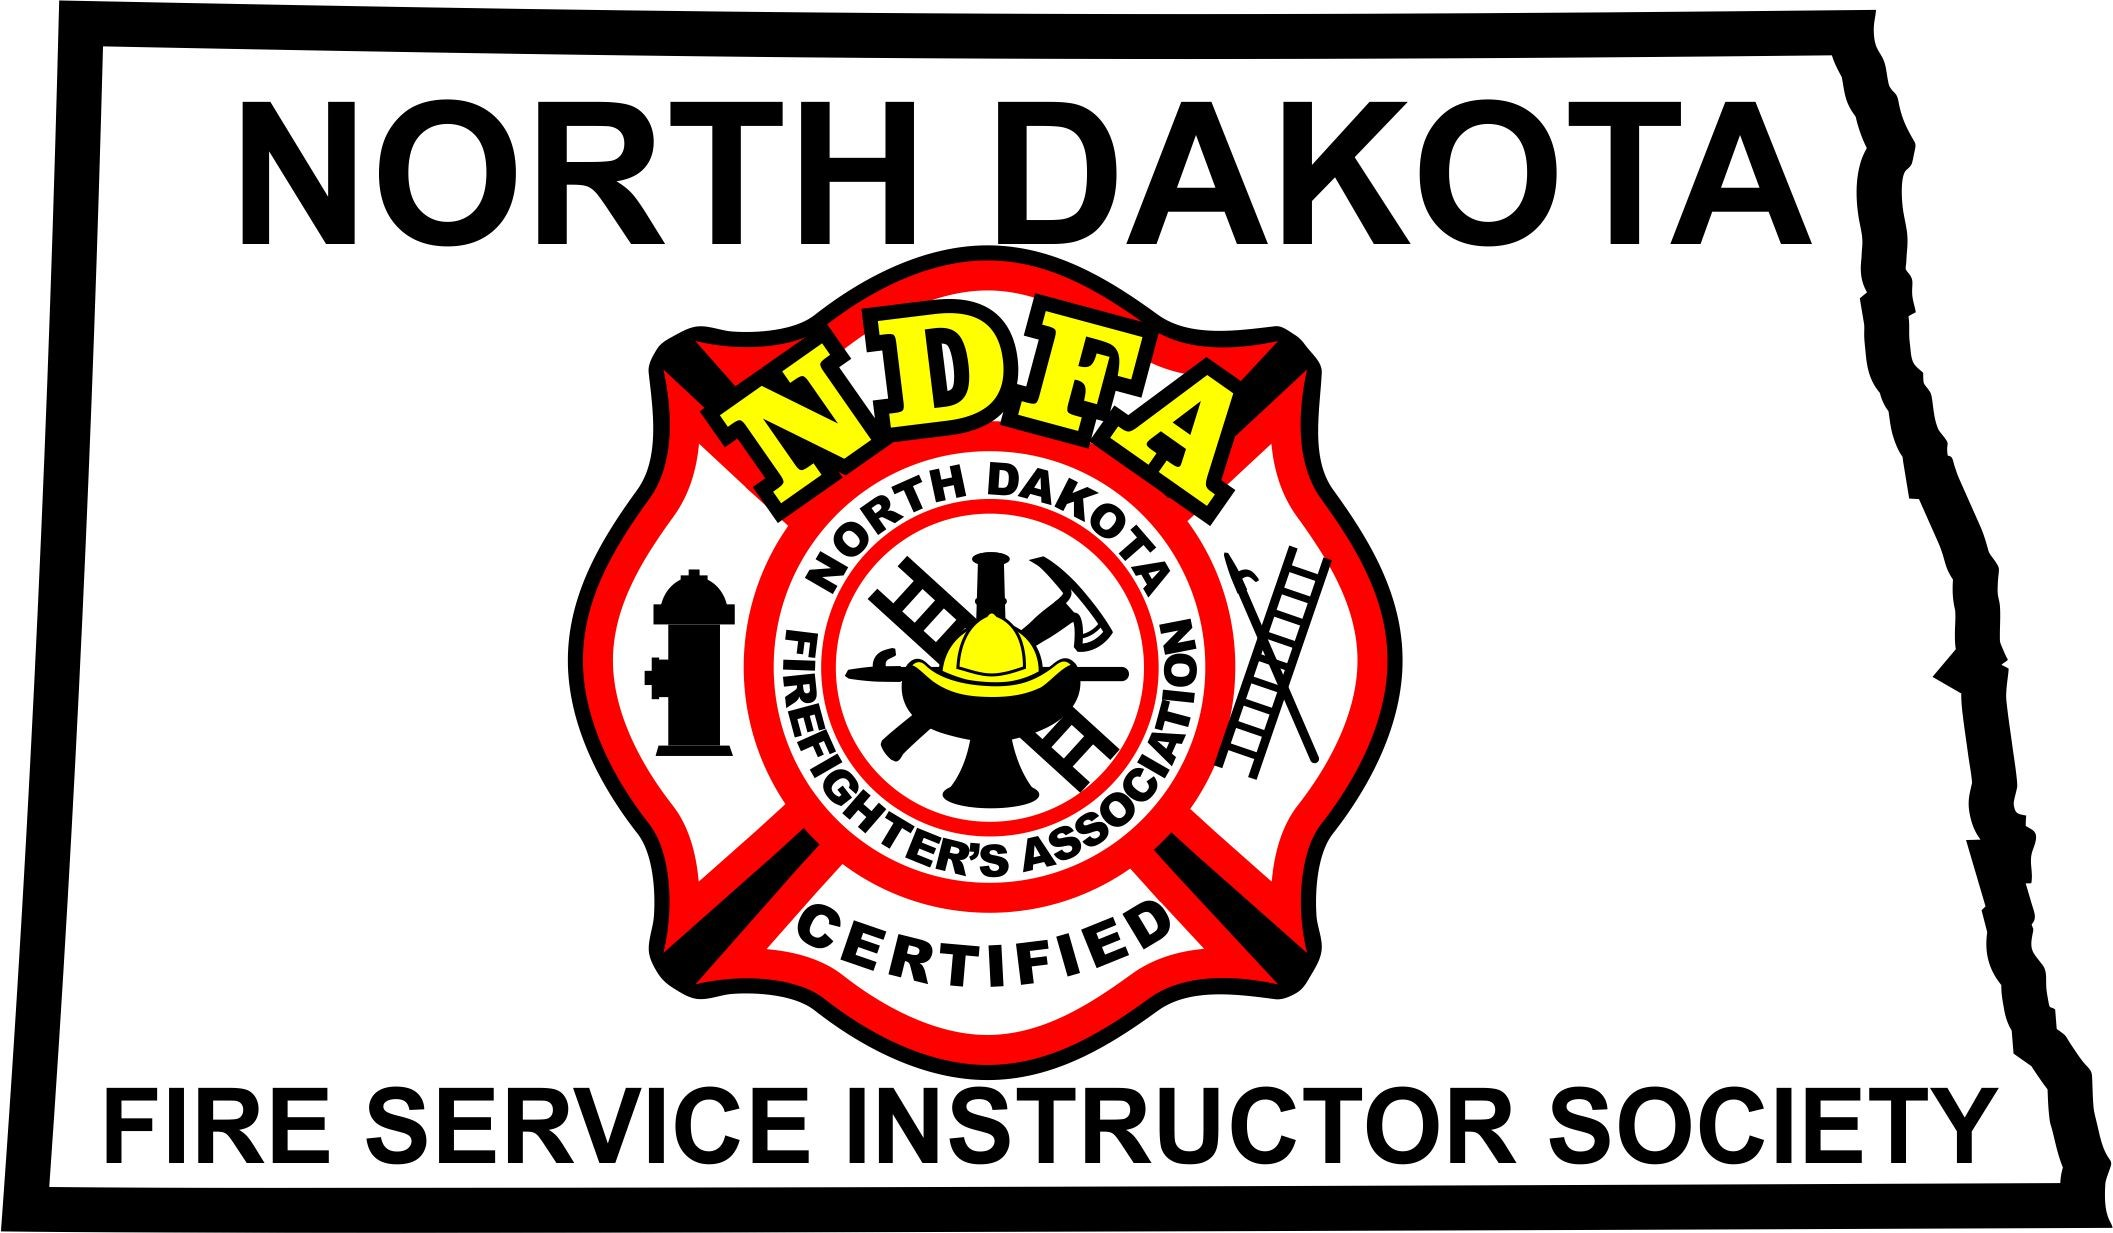 NORTH DAKOTA
NDFA
NORTH DAKOTA
FIREFIGHTER'S ASSOCIATION
CERTIFIED
FIRE SERVICE INSTRUCTOR SOCIETY